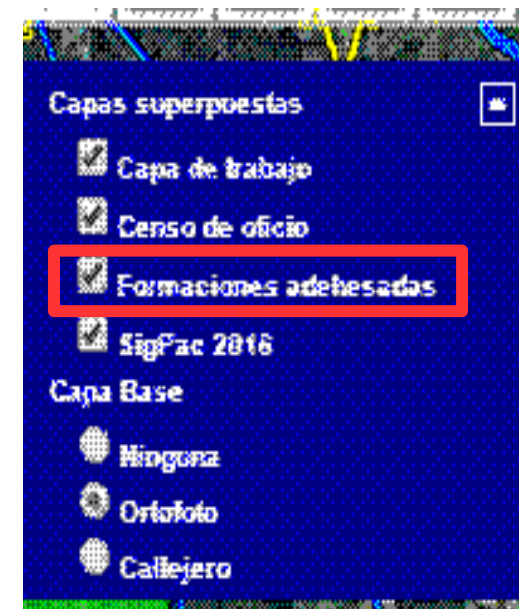 Capas superpuestas
Capa de trabajo
Censo de oficio
Formaciones adehesadas
SigPac 2016
Capa Base
Ninguna
Ortofoto
Callejero